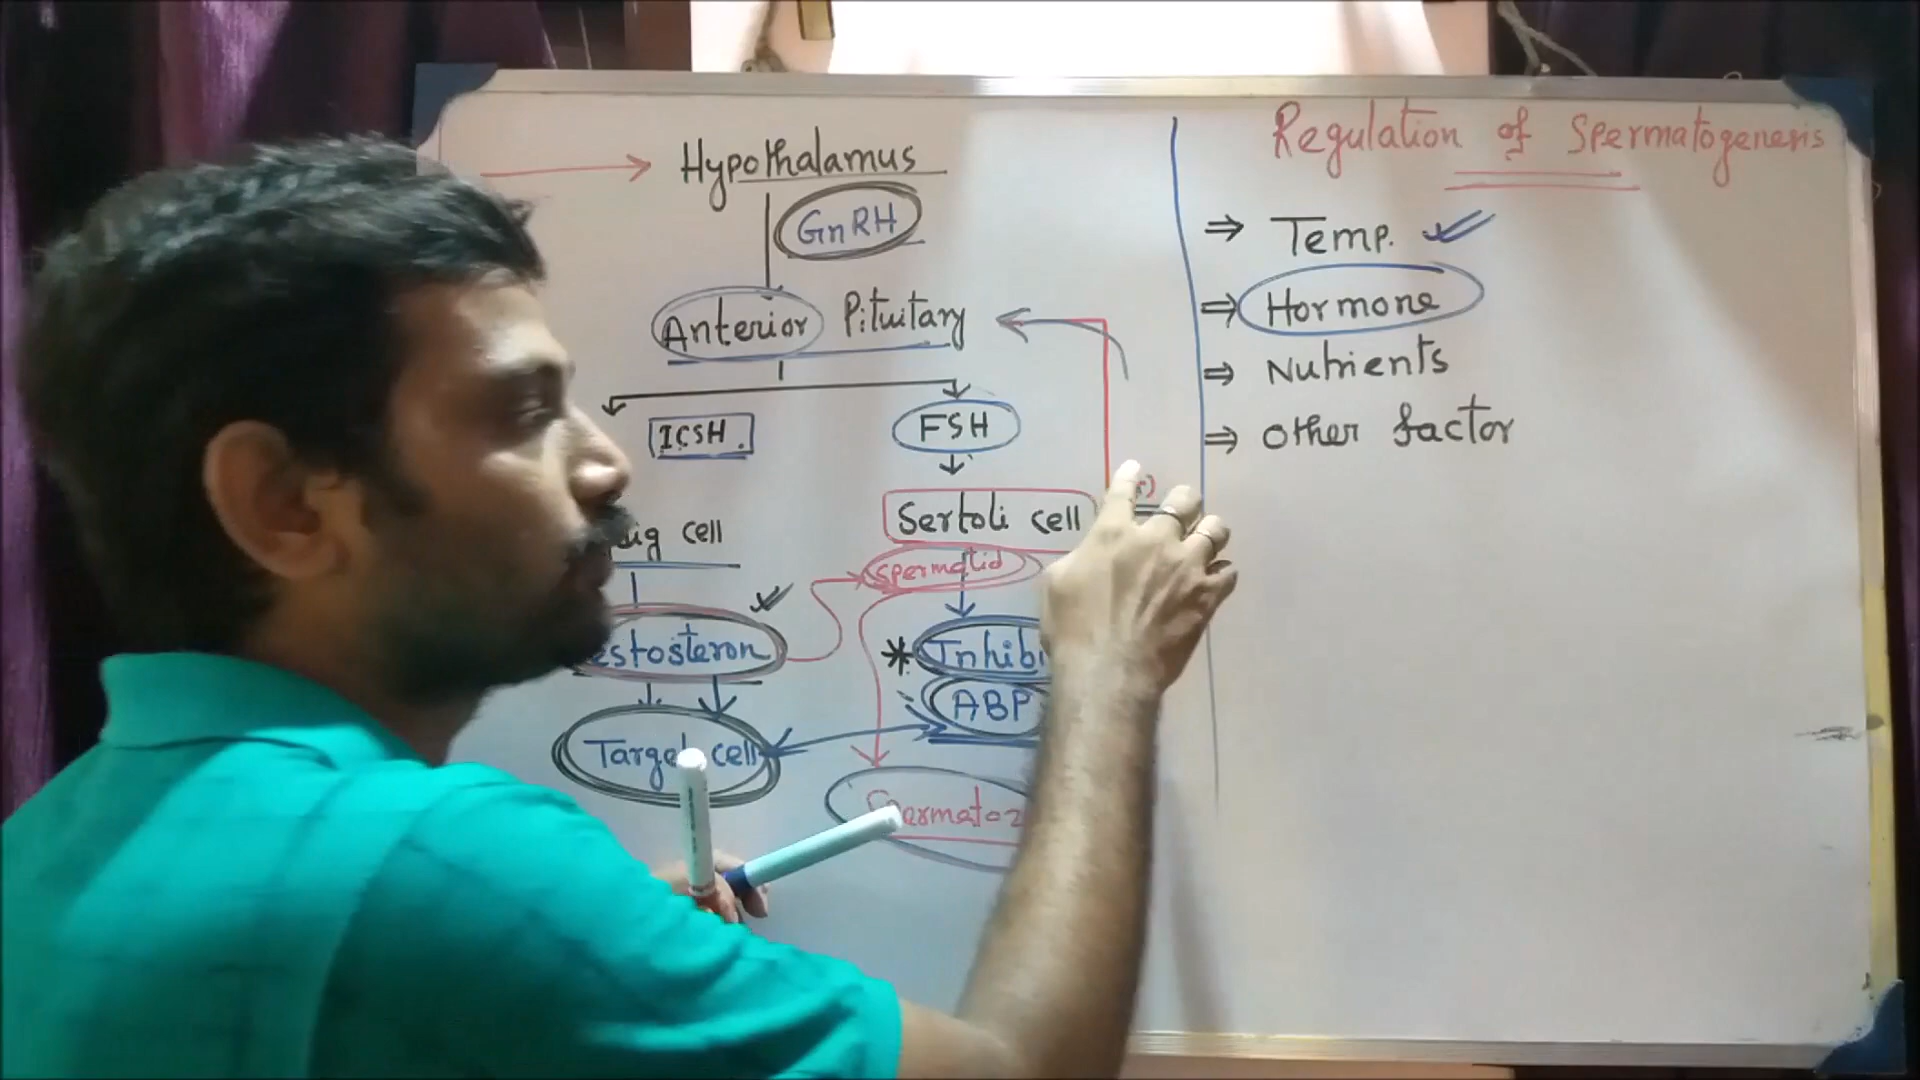 Hypothalamus
GnRH
Anterior Pituitary
ICSH.
FSH
Sertoli cell
cell
spermatid
ABP
Target cell
Regulation of Spermatogenesis
⇒ Temp.
⇒ Hormone
⇒ Nutrients
⇒ Other factor